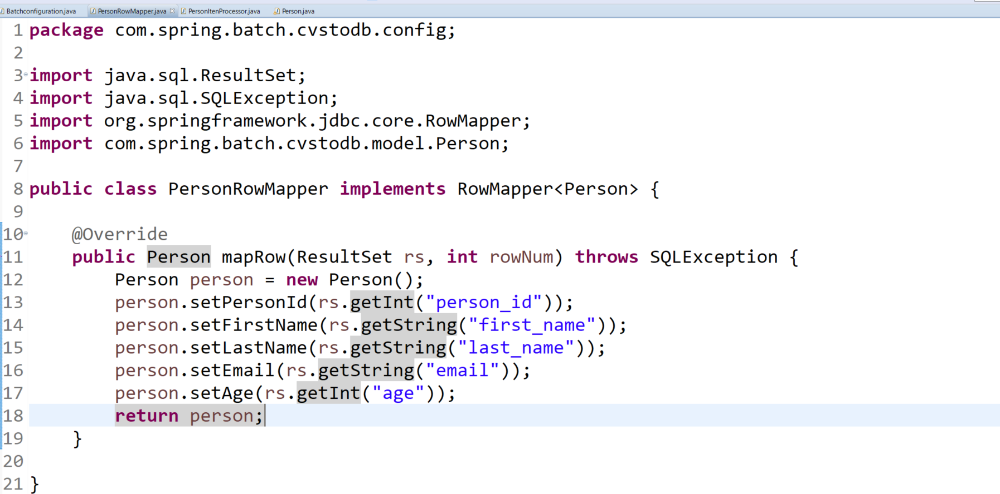 Batchconfiguration.java PersonRowMapper.java PersonItenProcessor.java Person.java
1 package com.spring.batch.cvstodb.config;
2
3 import java.sql.ResultSet;
4 import java.sql.SQLException;
5 import org.springframework.jdbc.core.RowMapper;
6 import com.spring.batch.cvstodb.model.Person;
7
8 public class PersonRowMapper implements RowMapper<Person> {
9
10     @Override
11     public Person mapRow(ResultSet rs, int rowNum) throws SQLException {
12         Person person = new Person();
13         person.setPersonId(rs.getInt("person_id"));
14         person.setFirstName(rs.getString("first_name"));
15         person.setLastName(rs.getString("last_name"));
16         person.setEmail(rs.getString("email"));
17         person.setAge(rs.getInt("age"));
18         return person;
19     }
20
21 }